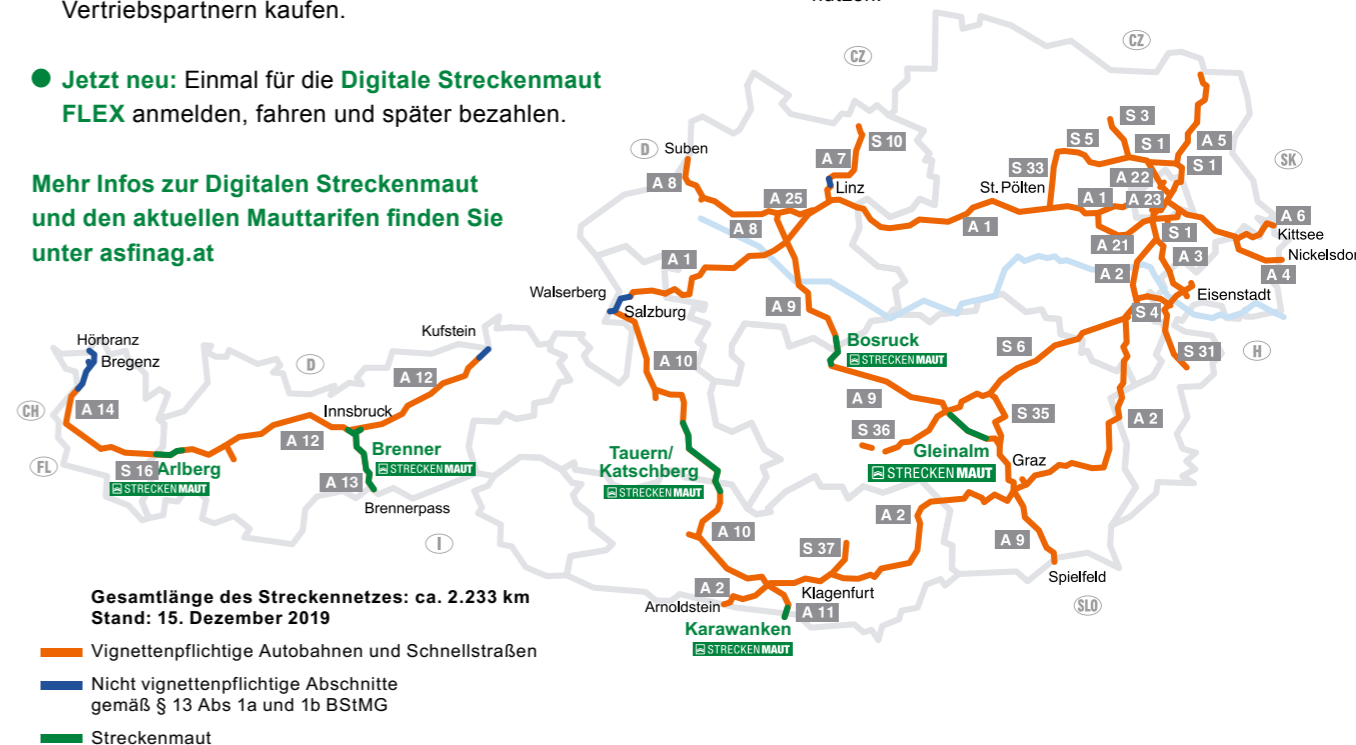 Vertriebspartnern kaufen.
Jetzt neu: Einmal für die Digitale Streckenmaut
FLEX anmelden, fahren und später bezahlen.
Mehr Infos zur Digitalen Streckenmaut
und den aktuellen Mauttarifen finden Sie
unter asfinag.at
CZ
CZ
D
Suben
A 8
A 7
S 10
Linz
A 25
A 8
A 1
S 3
S 5
S 1
A 5
S 1
S 33
A 22
St. Pölten
A 1
A 23
SK
A 1
A 21
S 1
A 6
Kittsee
Nickelsdor
A 4
A 3
A 2
Eisenstadt
Walserberg
Salzburg
A 9
S 4
S 31
H
Bosruck
STRECKENMAUT
S 6
A 10
Kufstein
Hörbranz
Bregenz
D
A 12
A 14
CH
FL
Innsbruck
A 12
S 16
Arlberg
STRECKENMAUT
Brenner
STRECKENMAUT
A 13
Brennerpass
I
A 9
S 36
S 35
A 2
Tauern/
Katschberg
STRECKENMAUT
Gleinalm
STRECKENMAUT
Graz
A 10
A 2
A 9
S 37
Spielfeld
SLO
A 2
Arnoldstein
Klagenfurt
A 11
Karawanken
STRECKENMAUT
Gesamtlänge des Streckennetzes: ca. 2.233 km
Stand: 15. Dezember 2019
Vignettenpflichtige Autobahnen und Schnellstraßen
Nicht vignettenpflichtige Abschnitte
gemäß § 13 Abs 1a und 1b BStMG
Streckenmaut